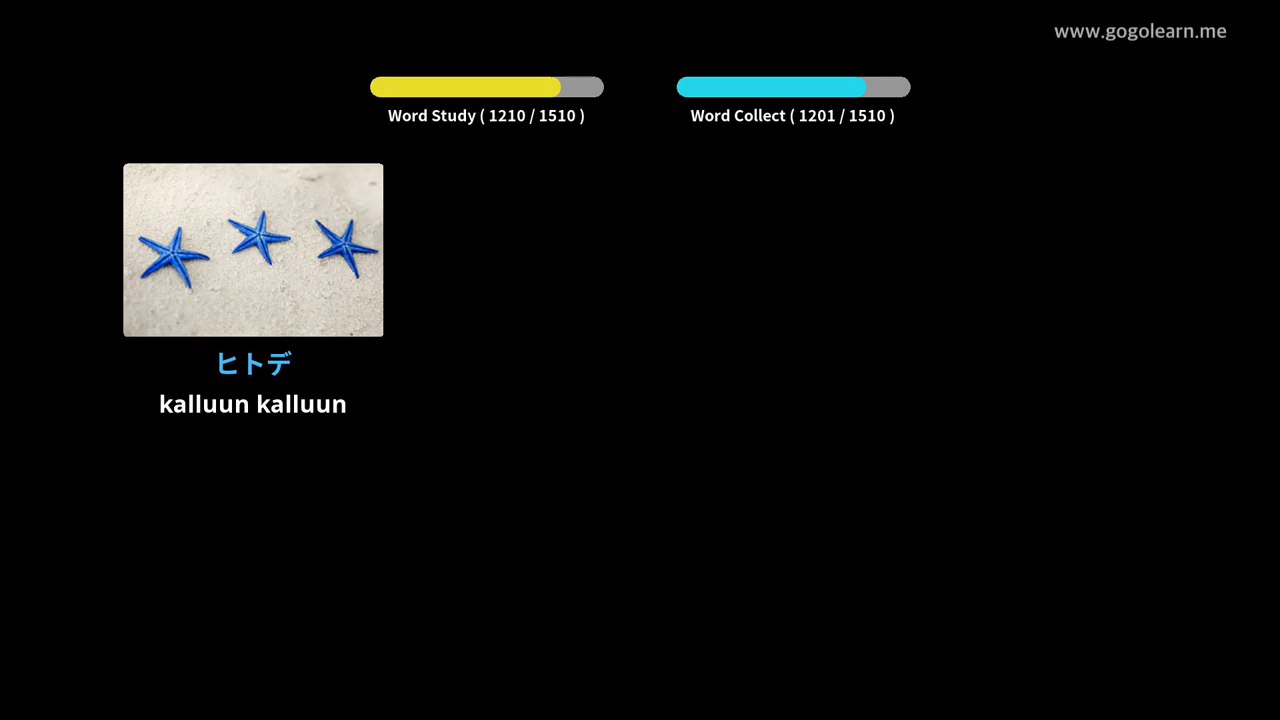 www.gogolearn.me
Word Study ( 1210 / 1510 )
Word Collect ( 1201 / 1510 )
ヒトデ
kalluun kalluun